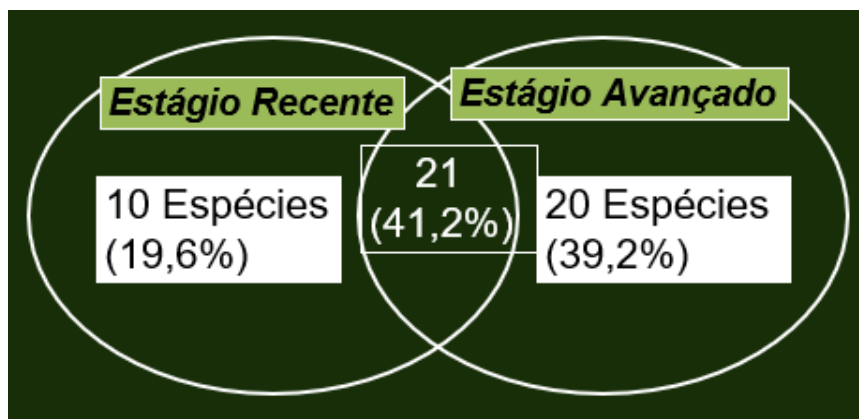 Estágio Recente
Estágio Avançado
10 Espécies
(19,6%)
21
(41,2%)
20 Espécies
(39,2%)